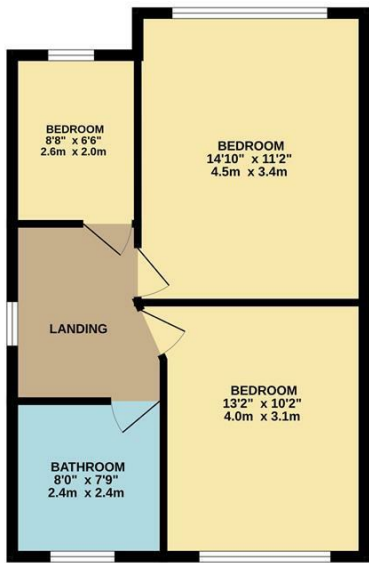 BEDROOM
8'8" x 6'6"
2.6m x 2.0m
BEDROOM
14'10" x 11'2"
4.5m x 3.4m
LANDING
BEDROOM
13'2" x 10'2"
4.0m x 3.1m
BATHROOM
8'0" x 7'9"
2.4m x 2.4m